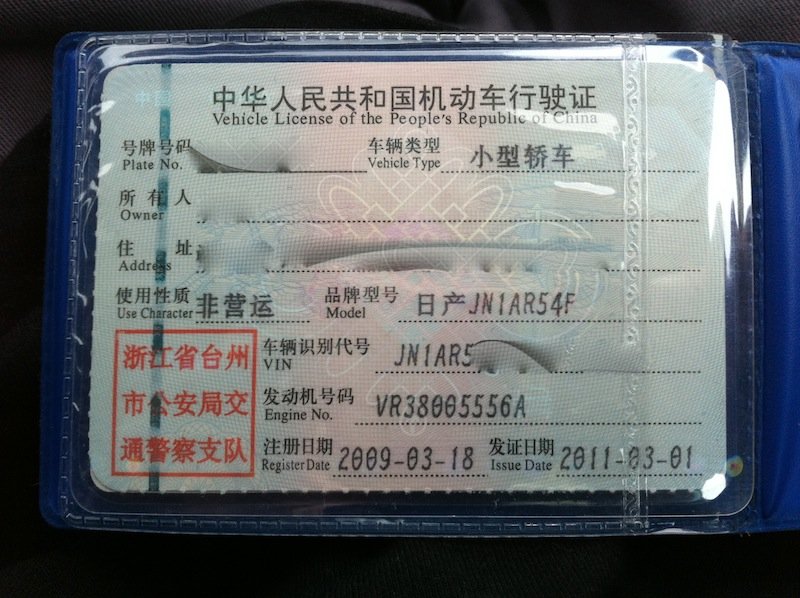 中华人民共和国机动车行驶证
Vehicle License of the People's Republic of China
号牌号码 车辆类型 小型轿车
Plate No. Vehicle Type
所有人
Owner
住址
Address
使用性质 非营运 品牌型号 日产JN1AR54F
Use Character Model
浙江省台州 车辆识别代号 JN1AR5
VIN
市公安局交 发动机号码 VR38005556A
Engine No.
通警察支队 注册日期 2009-03-18 发证日期 2011-03-01
Register Date Issue Date